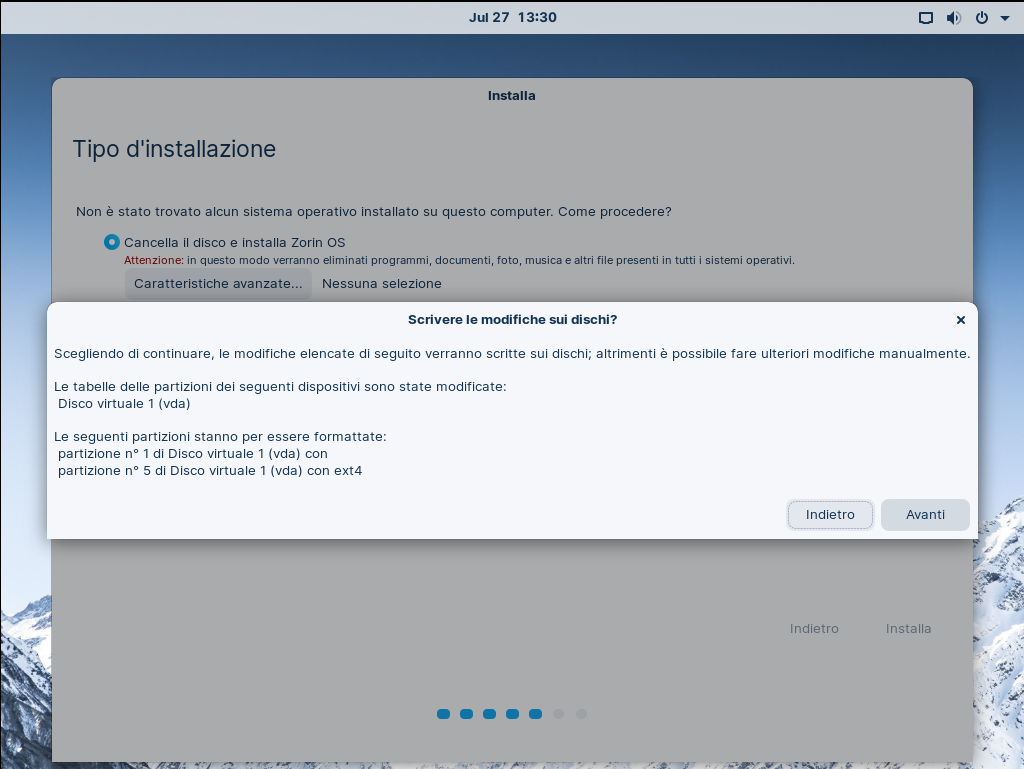 Jul 27 13:30
Installa
Tipo d'installazione
Non è stato trovato alcun sistema operativo installato su questo computer. Come procedere?
Cancella il disco e installa Zorin OS
Attenzione: in questo modo verranno eliminati programmi, documenti, foto, musica e altri file presenti in tutti i sistemi operativi.
Caratteristiche avanzate... Nessuna selezione
Scrivere le modifiche sui dischi?
Scegliendo di continuare, le modifiche elencate di seguito verranno scritte sui dischi; altrimenti è possibile fare ulteriori modifiche manualmente.
Le tabelle delle partizioni dei seguenti dispositivi sono state modificate:
Disco virtuale 1 (vda)
Le seguenti partizioni stanno per essere formattate:
partizione n° 1 di Disco virtuale 1 (vda) con
partizione n° 5 di Disco virtuale 1 (vda) con ext4
Indietro Avanti
Indietro Installa